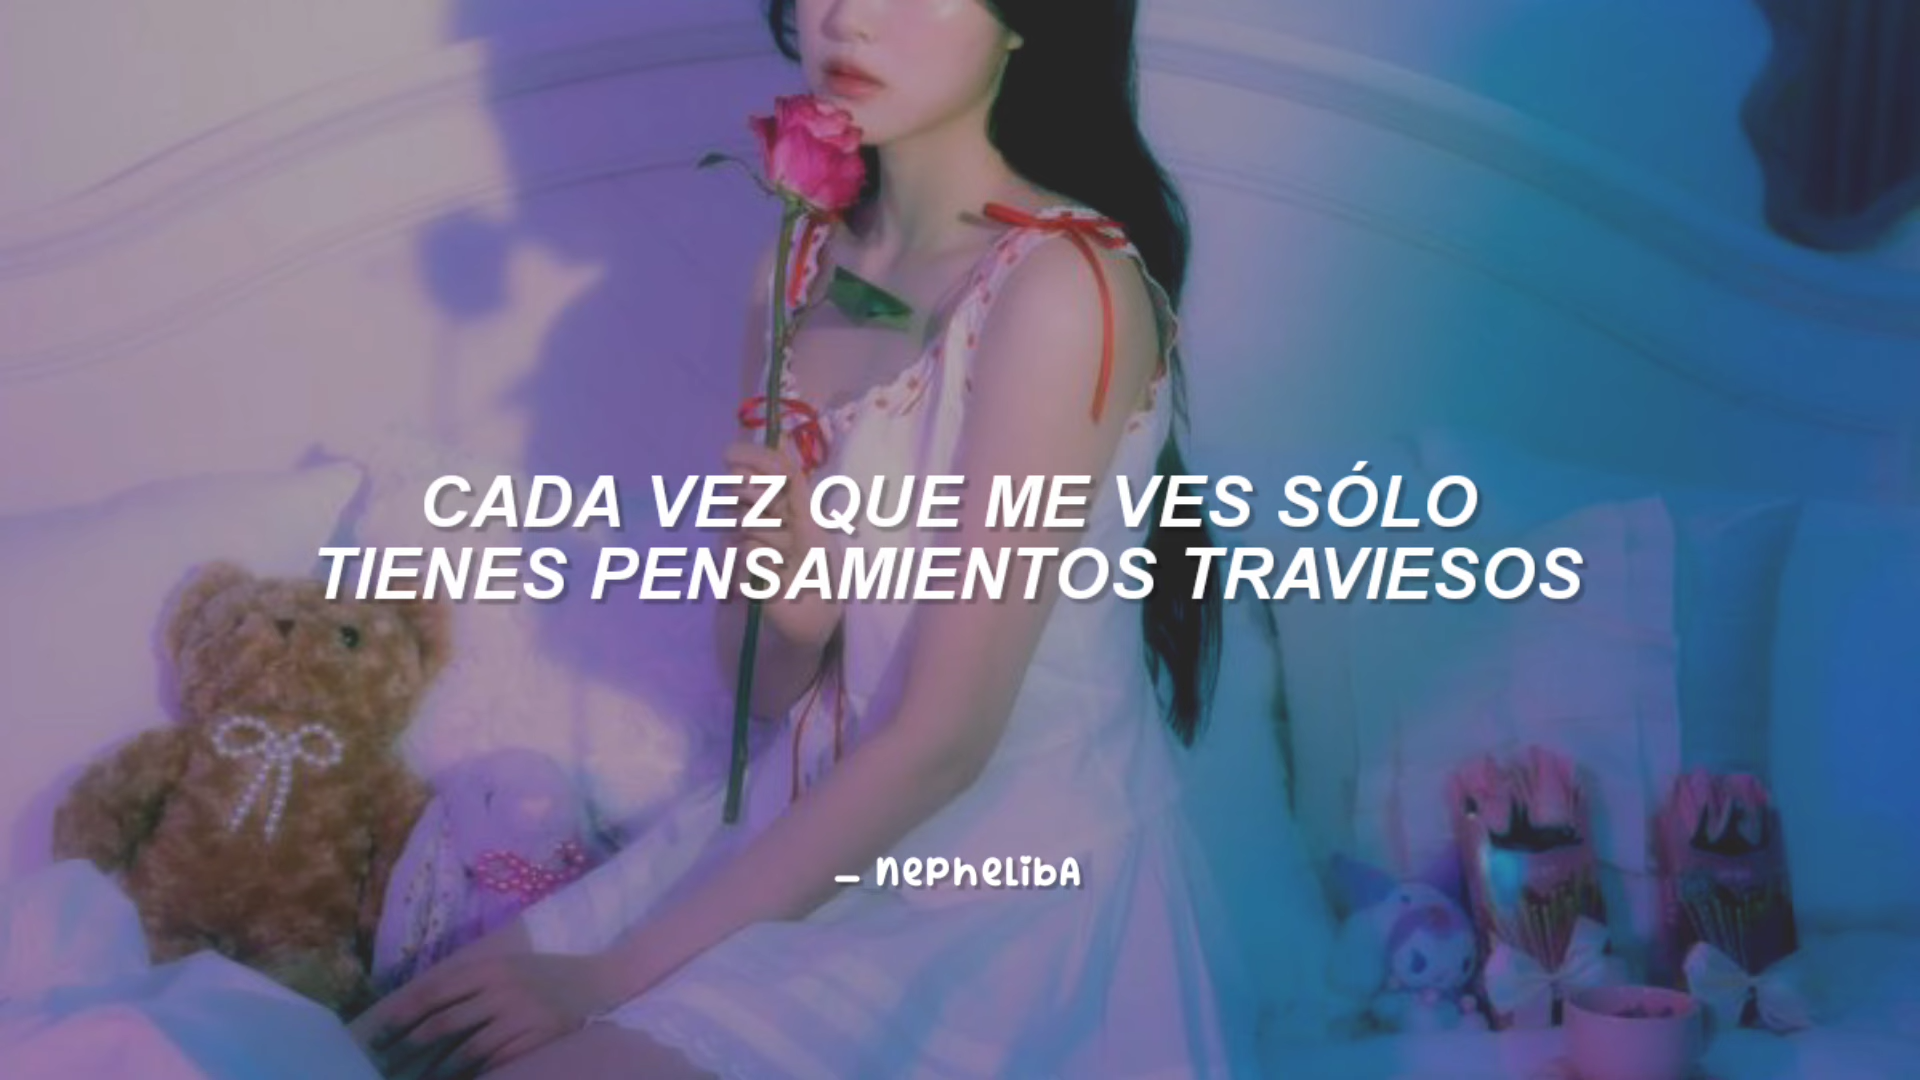 CADA VEZ QUE ME VES SÓLO
TIENES PENSAMIENTOS TRAVIESOS
_ NePHeLibA